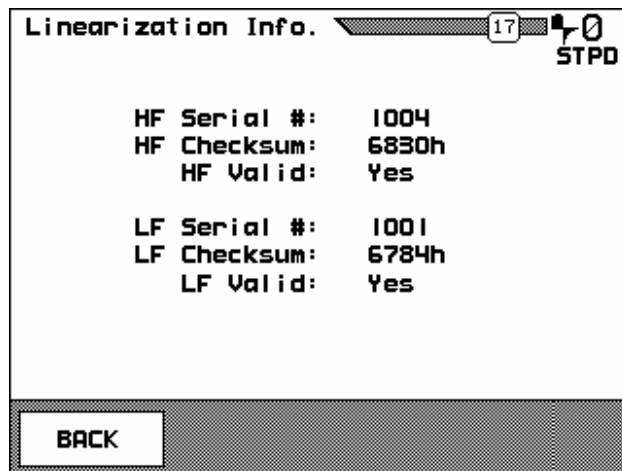 Linearization Info. 17 0
STPD
HF Serial #: 1004
HF Checksum: 6830h
HF Valid: Yes
LF Serial #: 1001
LF Checksum: 6784h
LF Valid: Yes
BACK